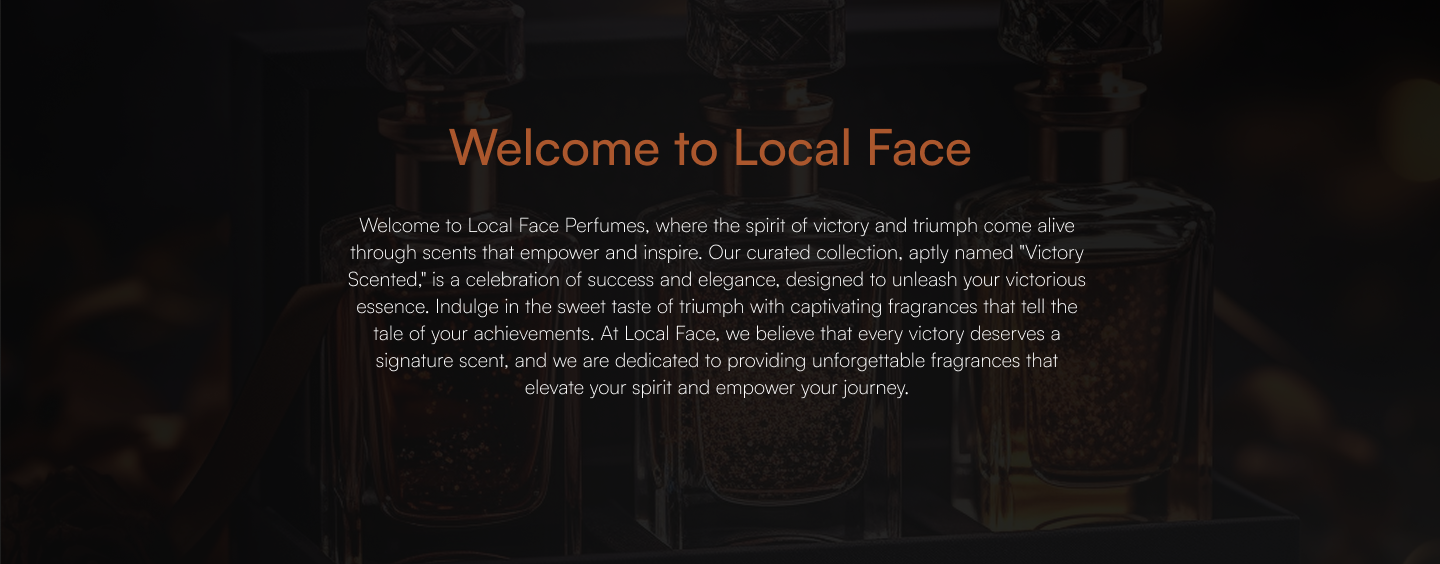 Welcome to Local Face
Welcome to Local Face Perfumes, where the spirit of victory and triumph come alive
through scents that empower and inspire. Our curated collection, aptly named "Victory
Scented," is a celebration of success and elegance, designed to unleash your victorious
essence. Indulge in the sweet taste of triumph with captivating fragrances that tell the
tale of your achievements. At Local Face, we believe that every victory deserves a
signature scent, and we are dedicated to providing unforgettable fragrances that
elevate your spirit and empower your journey.